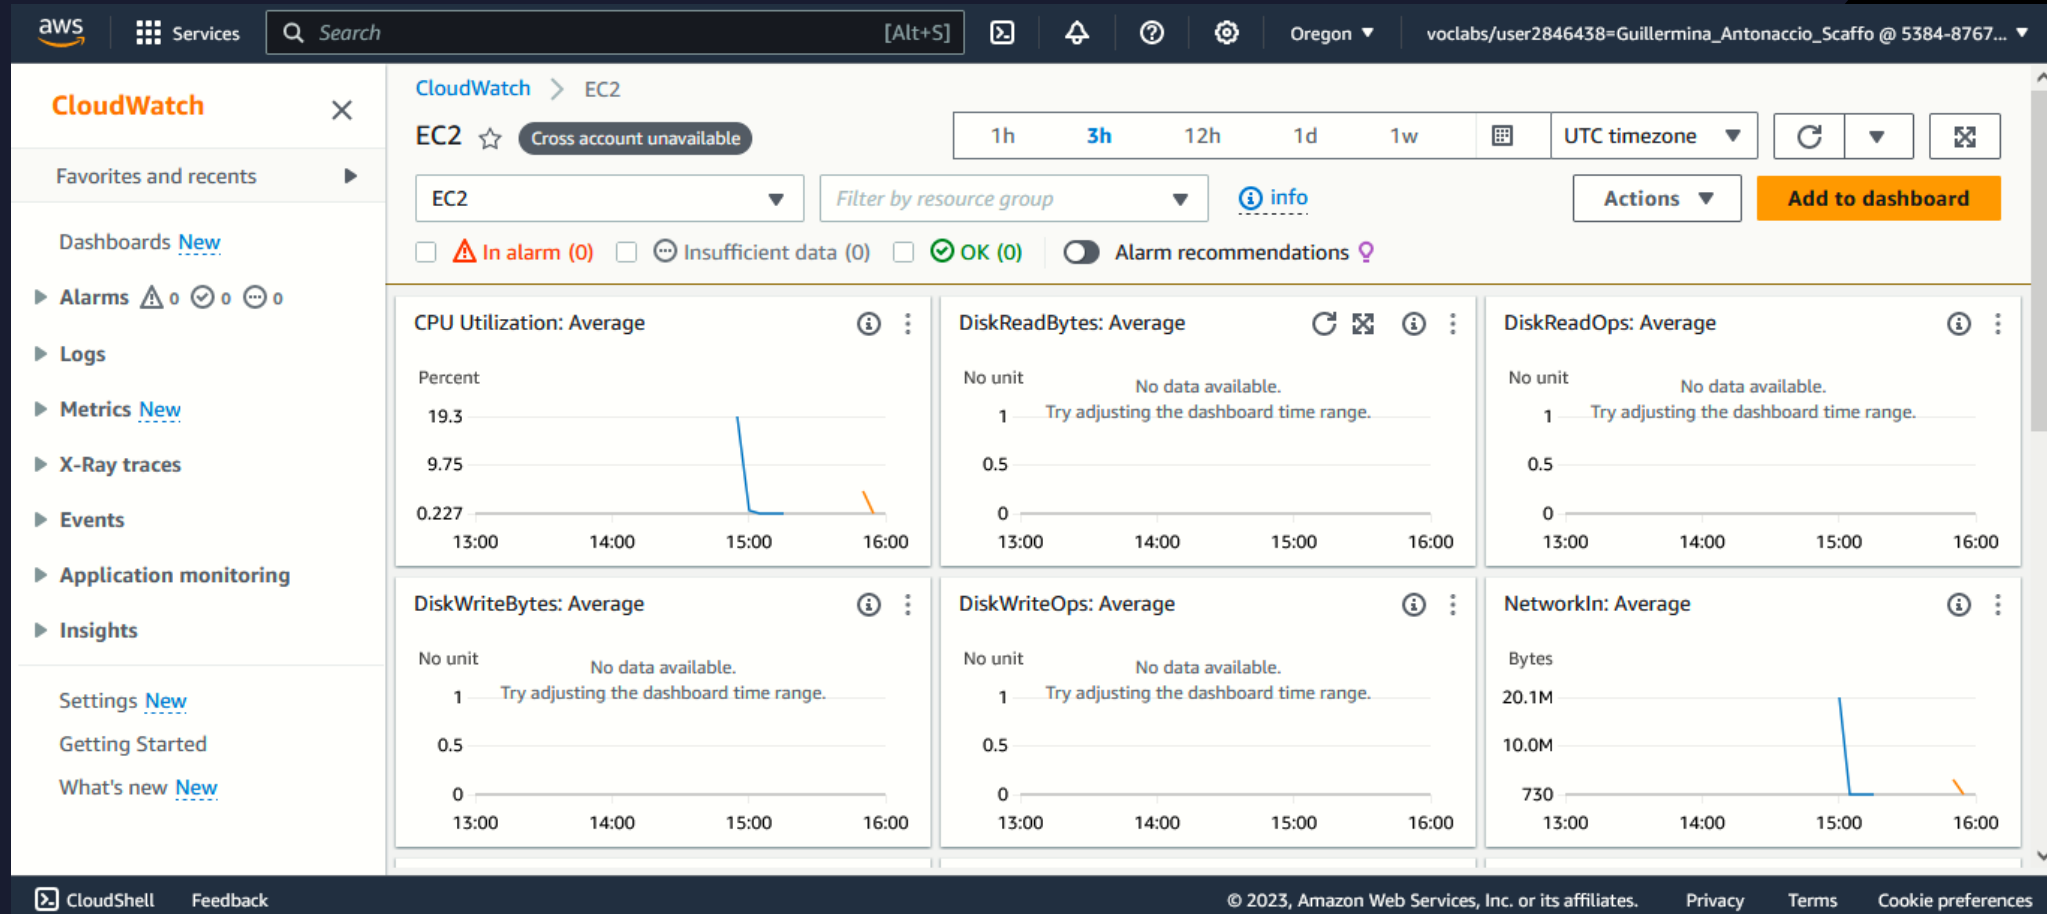 aws Services Search [Alt+S] Oregon voclabs/user2846438=Guillermina_Antonaccio_Scaffo @ 5384-8767...
CloudWatch
Favorites and recents
Dashboards New
Alarms 0 0 0
Logs
Metrics New
X-Ray traces
Events
Application monitoring
Insights
Settings New
Getting Started
What's new New
CloudWatch EC2
EC2 Cross account unavailable
1h 3h 12h 1d 1w UTC timezone
EC2 Filter by resource group info Actions Add to dashboard
In alarm (0) Insufficient data (0) OK (0) Alarm recommendations
CPU Utilization: Average
Percent
19.3
9.75
0.227
13:00 14:00 15:00 16:00
DiskReadBytes: Average
No unit
No data available.
Try adjusting the dashboard time range.
1
0.5
0
13:00 14:00 15:00 16:00
DiskReadOps: Average
No unit
No data available.
Try adjusting the dashboard time range.
1
0.5
0
13:00 14:00 15:00 16:00
DiskWriteBytes: Average
No unit
No data available.
Try adjusting the dashboard time range.
1
0.5
0
13:00 14:00 15:00 16:00
DiskWriteOps: Average
No unit
No data available.
Try adjusting the dashboard time range.
1
0.5
0
13:00 14:00 15:00 16:00
NetworkIn: Average
Bytes
20.1M
10.0M
730
13:00 14:00 15:00 16:00
CloudShell Feedback © 2023, Amazon Web Services, Inc. or its affiliates. Privacy Terms Cookie preferences